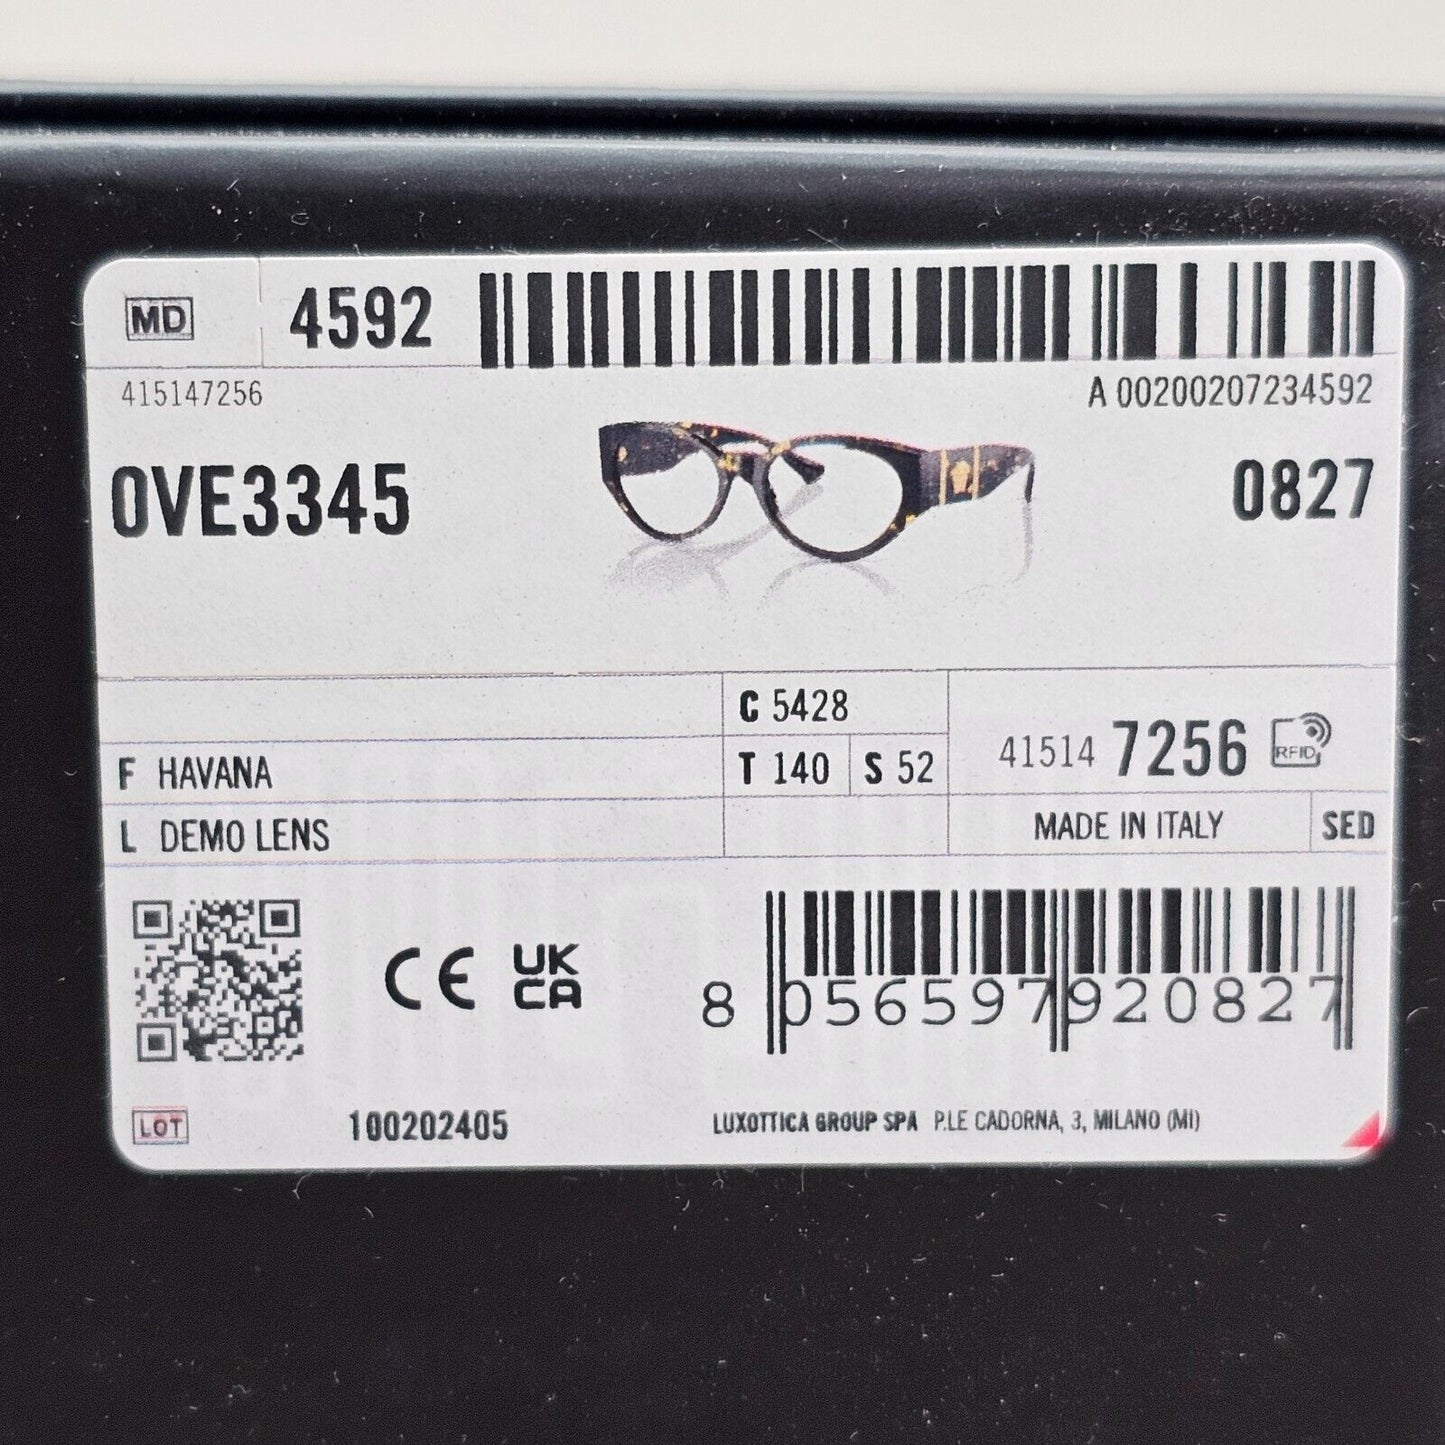 MD 4592
415147256 A 00200207234592
OVE3345 0827
C 5428
F HAVANA T 140 S 52 41514 7256 RFID
L DEMO LENS MADE IN ITALY SED
CE UK
CA
8 056597 920827
LOT 100202405 LUXOTTICA GROUP SPA P.LE CADORNA, 3, MILANO (MI)